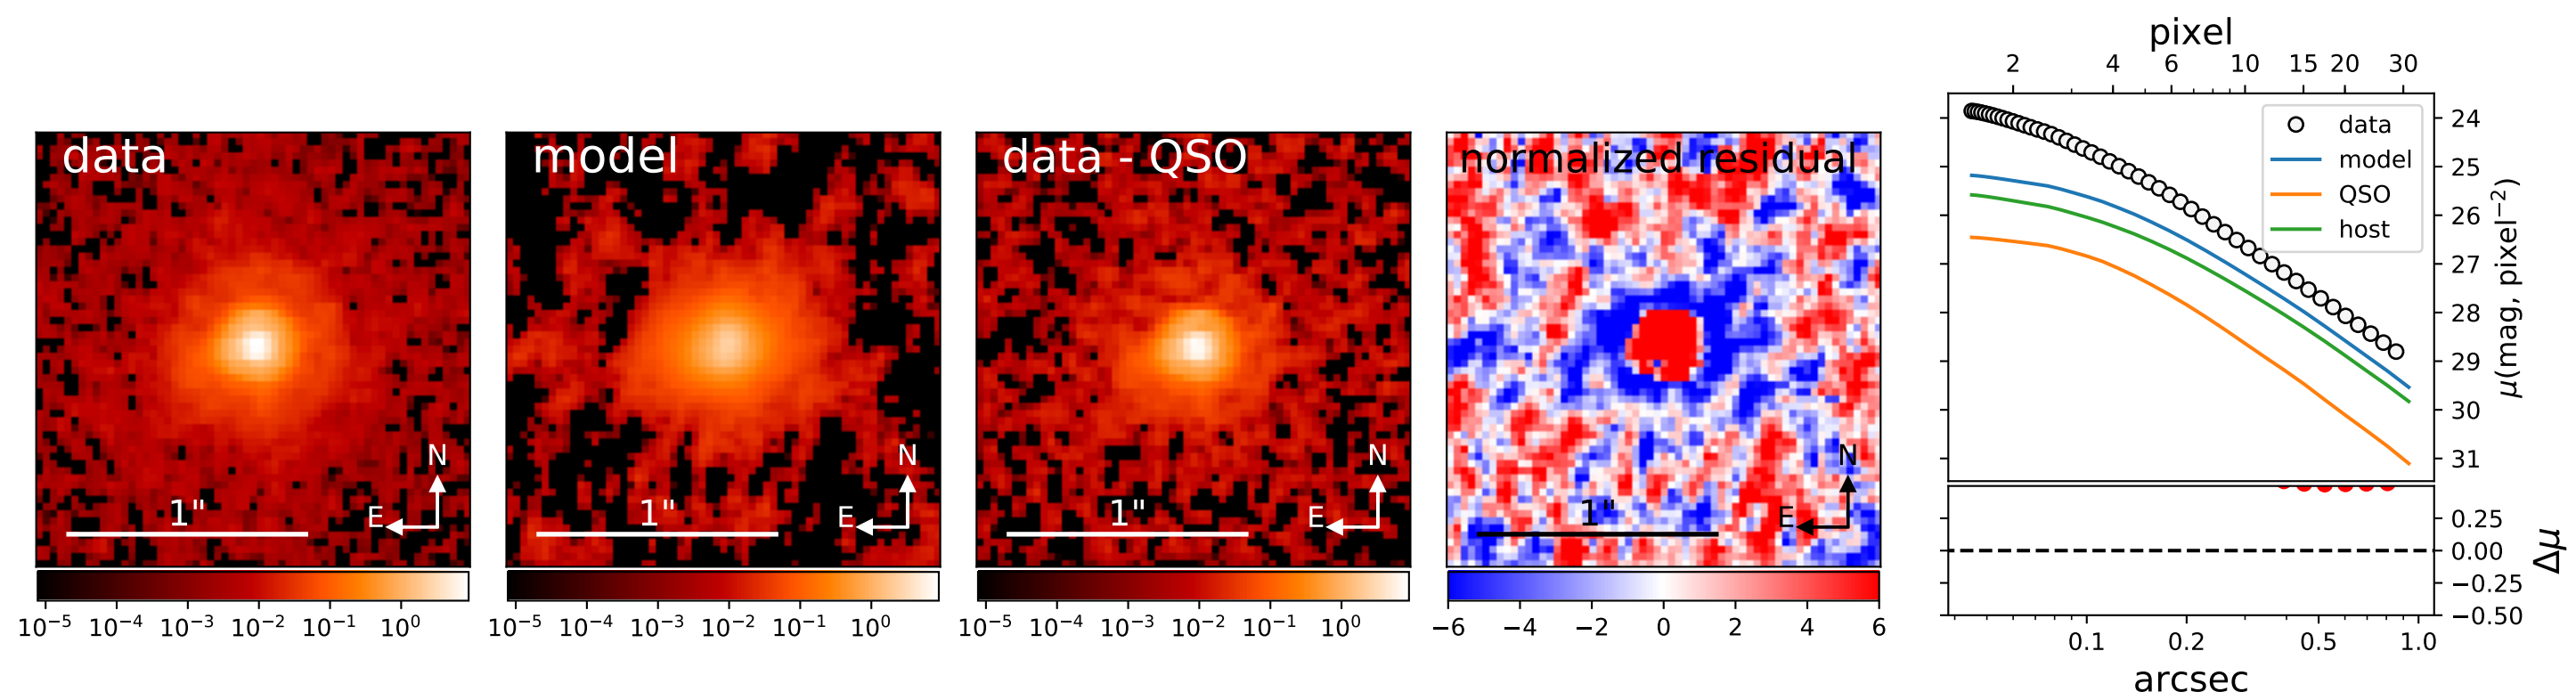 data
N
E
1"
10⁻⁵ 10⁻⁴ 10⁻³ 10⁻² 10⁻¹ 10⁰
model
N
E
1"
10⁻⁵ 10⁻⁴ 10⁻³ 10⁻² 10⁻¹ 10⁰
data - QSO
N
E
1"
10⁻⁵ 10⁻⁴ 10⁻³ 10⁻² 10⁻¹ 10⁰
normalized residual
N
E
1"
−6 −4 −2 0 2 4 6
pixel
2 4 6 10 15 20 30
data
model
QSO
host
24
25
26
27
28
29
30
31
μ(mag, pixel⁻²)
0.25
0.00
−0.25
−0.50
Δμ
0.1 0.2 0.5 1.0
arcsec